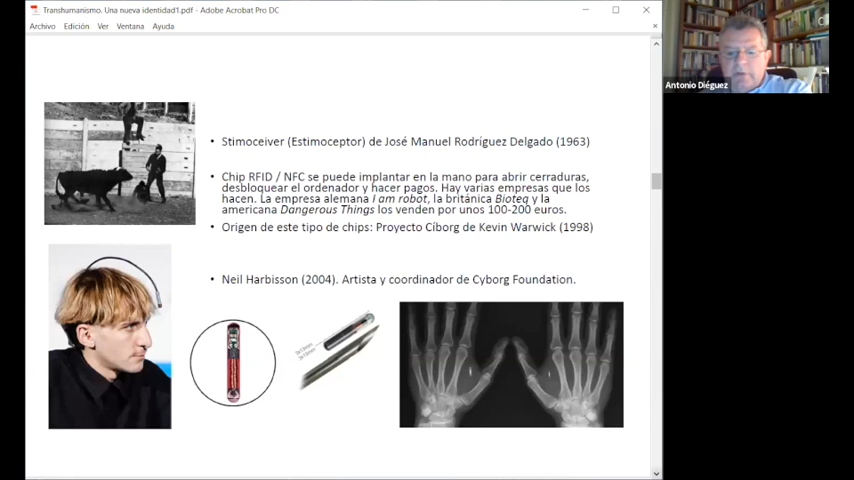 Transhumanismo. Una nueva identidad1.pdf - Adobe Acrobat Pro DC
Archivo Edición Ver Ventana Ayuda
Antonio Diéguez
• Stimoceiver (Estimoceptor) de José Manuel Rodríguez Delgado (1963)
• Chip RFID / NFC se puede implantar en la mano para abrir cerraduras,
desbloquear el ordenador y hacer pagos. Hay varias empresas que los
hacen. La empresa alemana I am robot, la británica Bioteq y la
americana Dangerous Things los venden por unos 100-200 euros.
• Origen de este tipo de chips: Proyecto Cíborg de Kevin Warwick (1998)
• Neil Harbisson (2004). Artista y coordinador de Cyborg Foundation.